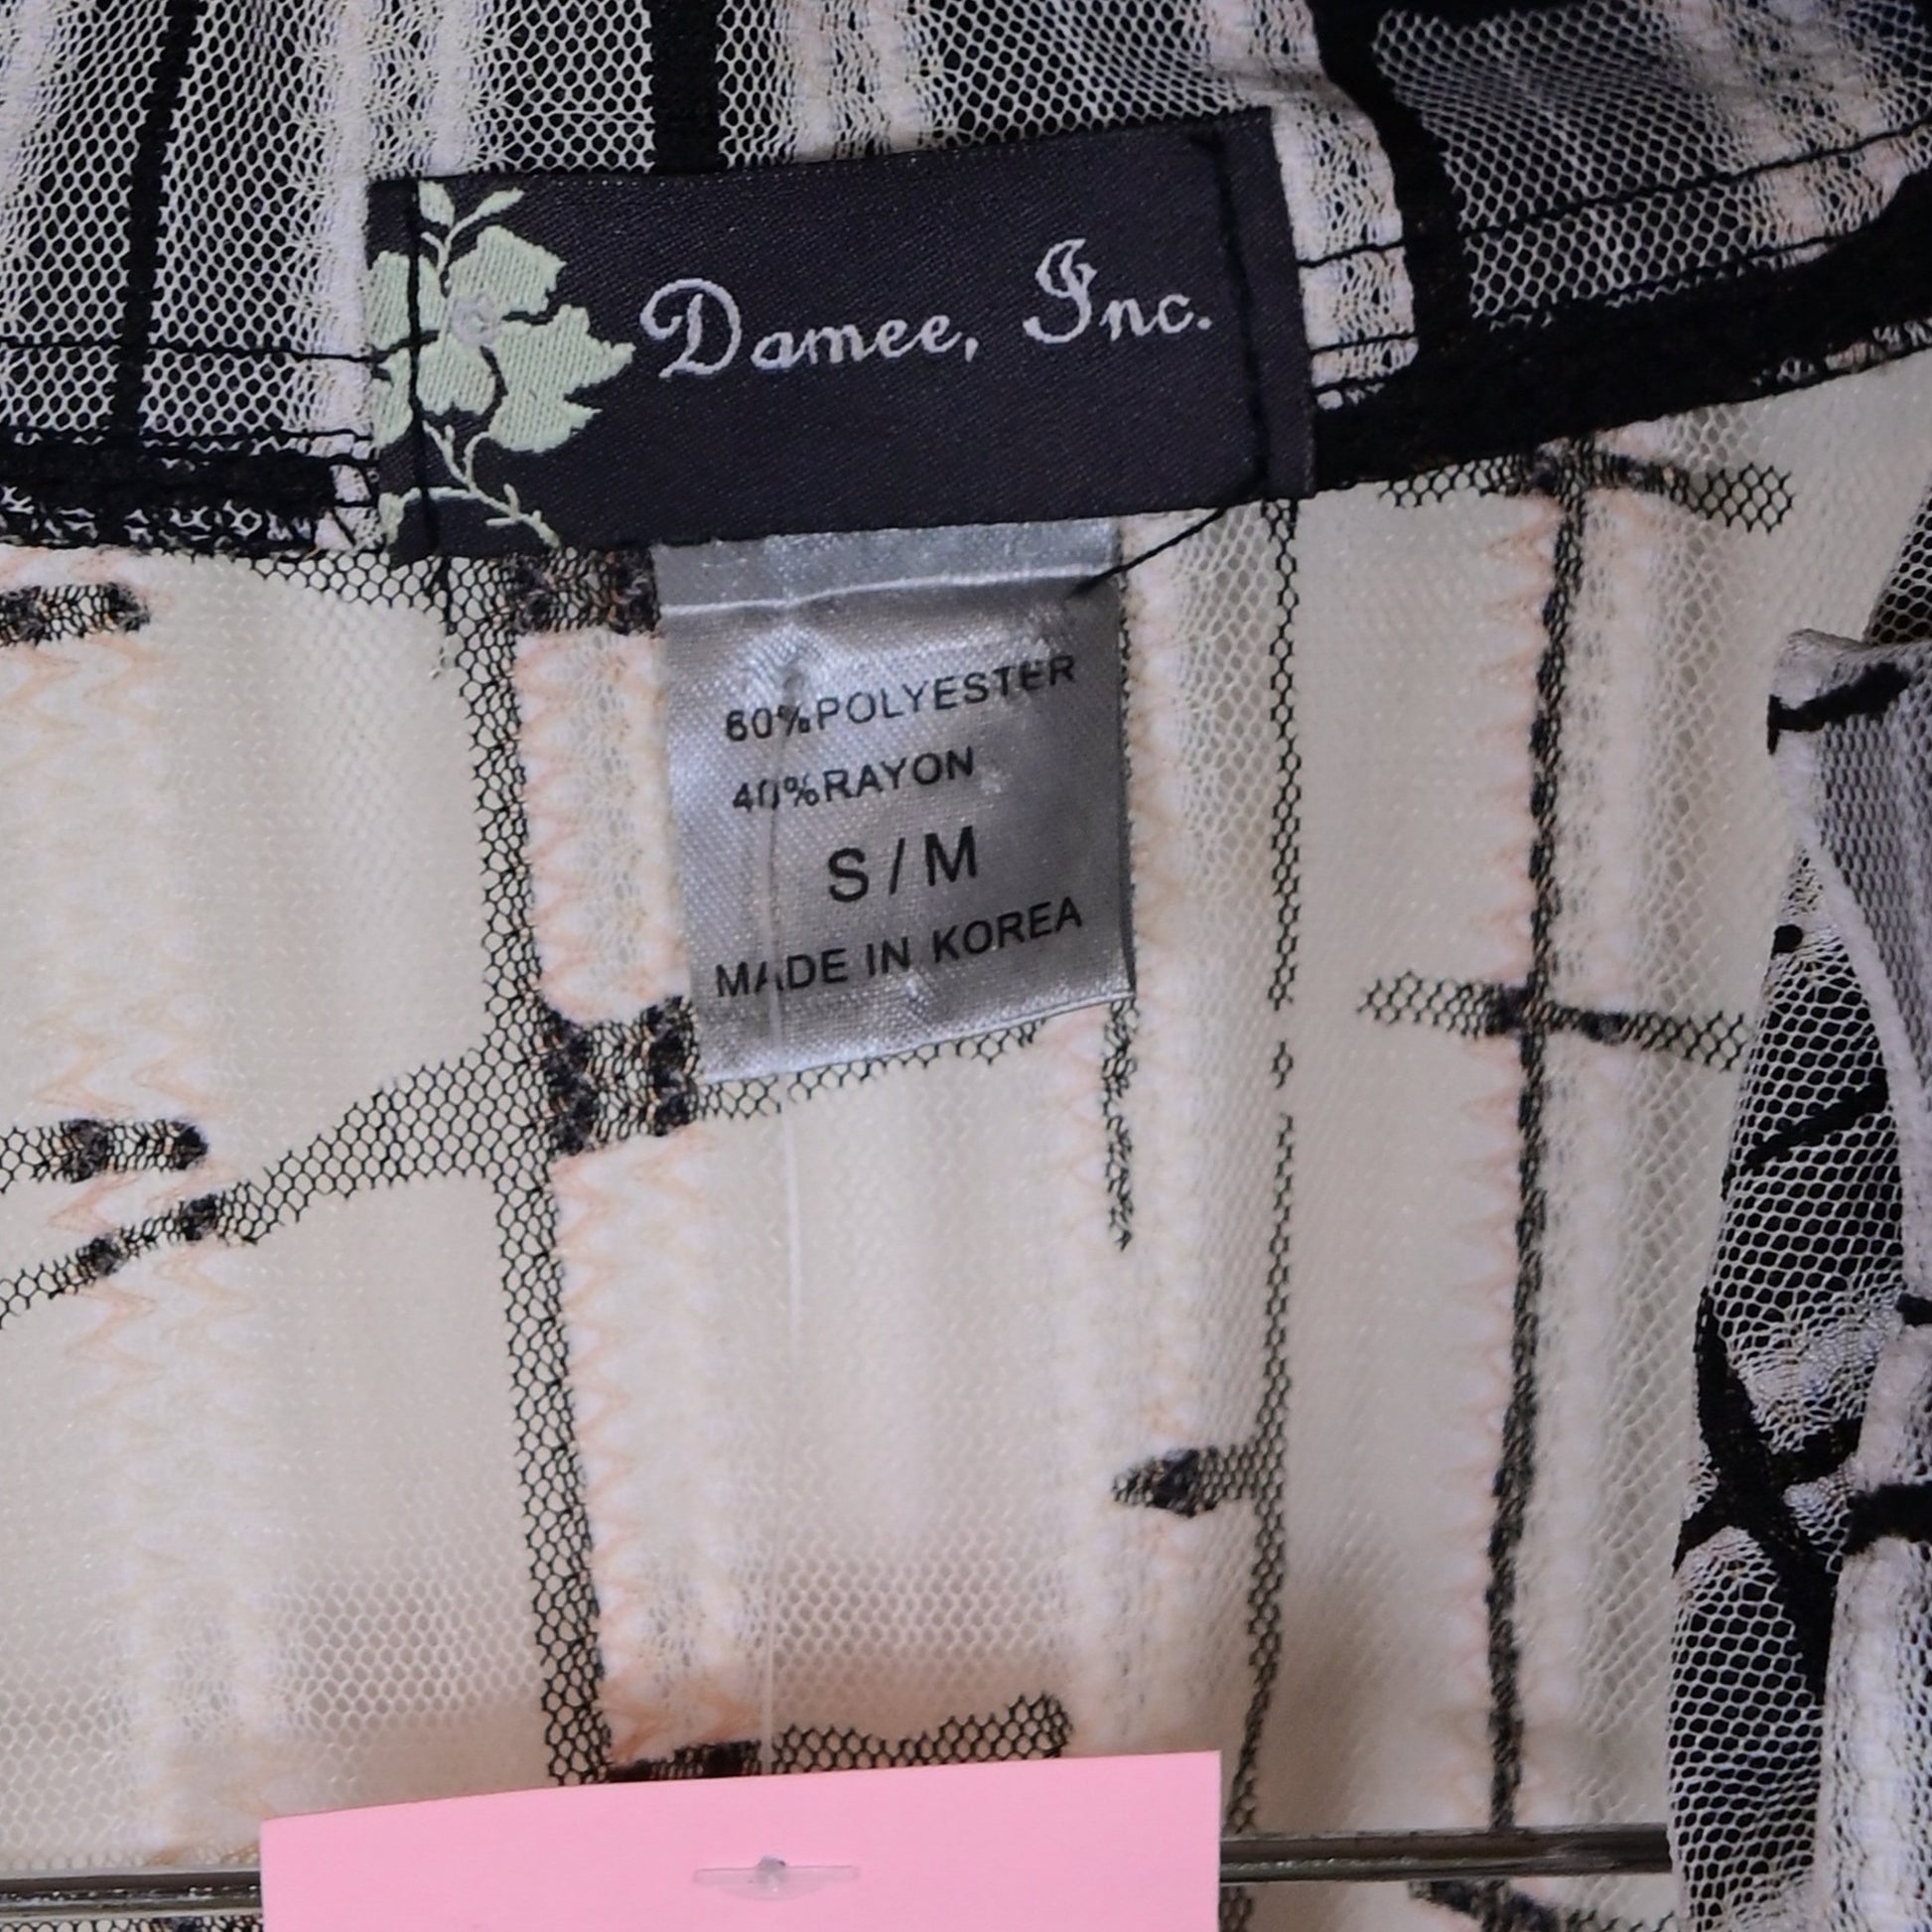 Damee, Inc.
60%POLYESTER
40%RAYON
S / M
MADE IN KOREA